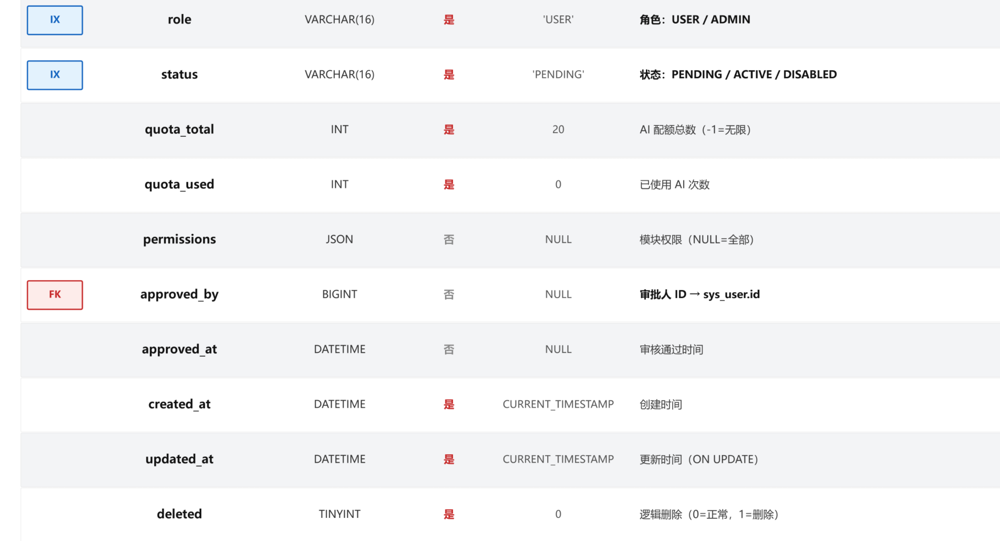 IX role VARCHAR(16) 是 'USER' 角色：USER / ADMIN
IX status VARCHAR(16) 是 'PENDING' 状态：PENDING / ACTIVE / DISABLED
quota_total INT 是 20 AI 配额总数（-1=无限）
quota_used INT 是 0 已使用 AI 次数
permissions JSON 否 NULL 模块权限（NULL=全部）
FK approved_by BIGINT 否 NULL 审批人 ID → sys_user.id
approved_at DATETIME 否 NULL 审核通过时间
created_at DATETIME 是 CURRENT_TIMESTAMP 创建时间
updated_at DATETIME 是 CURRENT_TIMESTAMP 更新时间（ON UPDATE）
deleted TINYINT 是 0 逻辑删除（0=正常，1=删除）